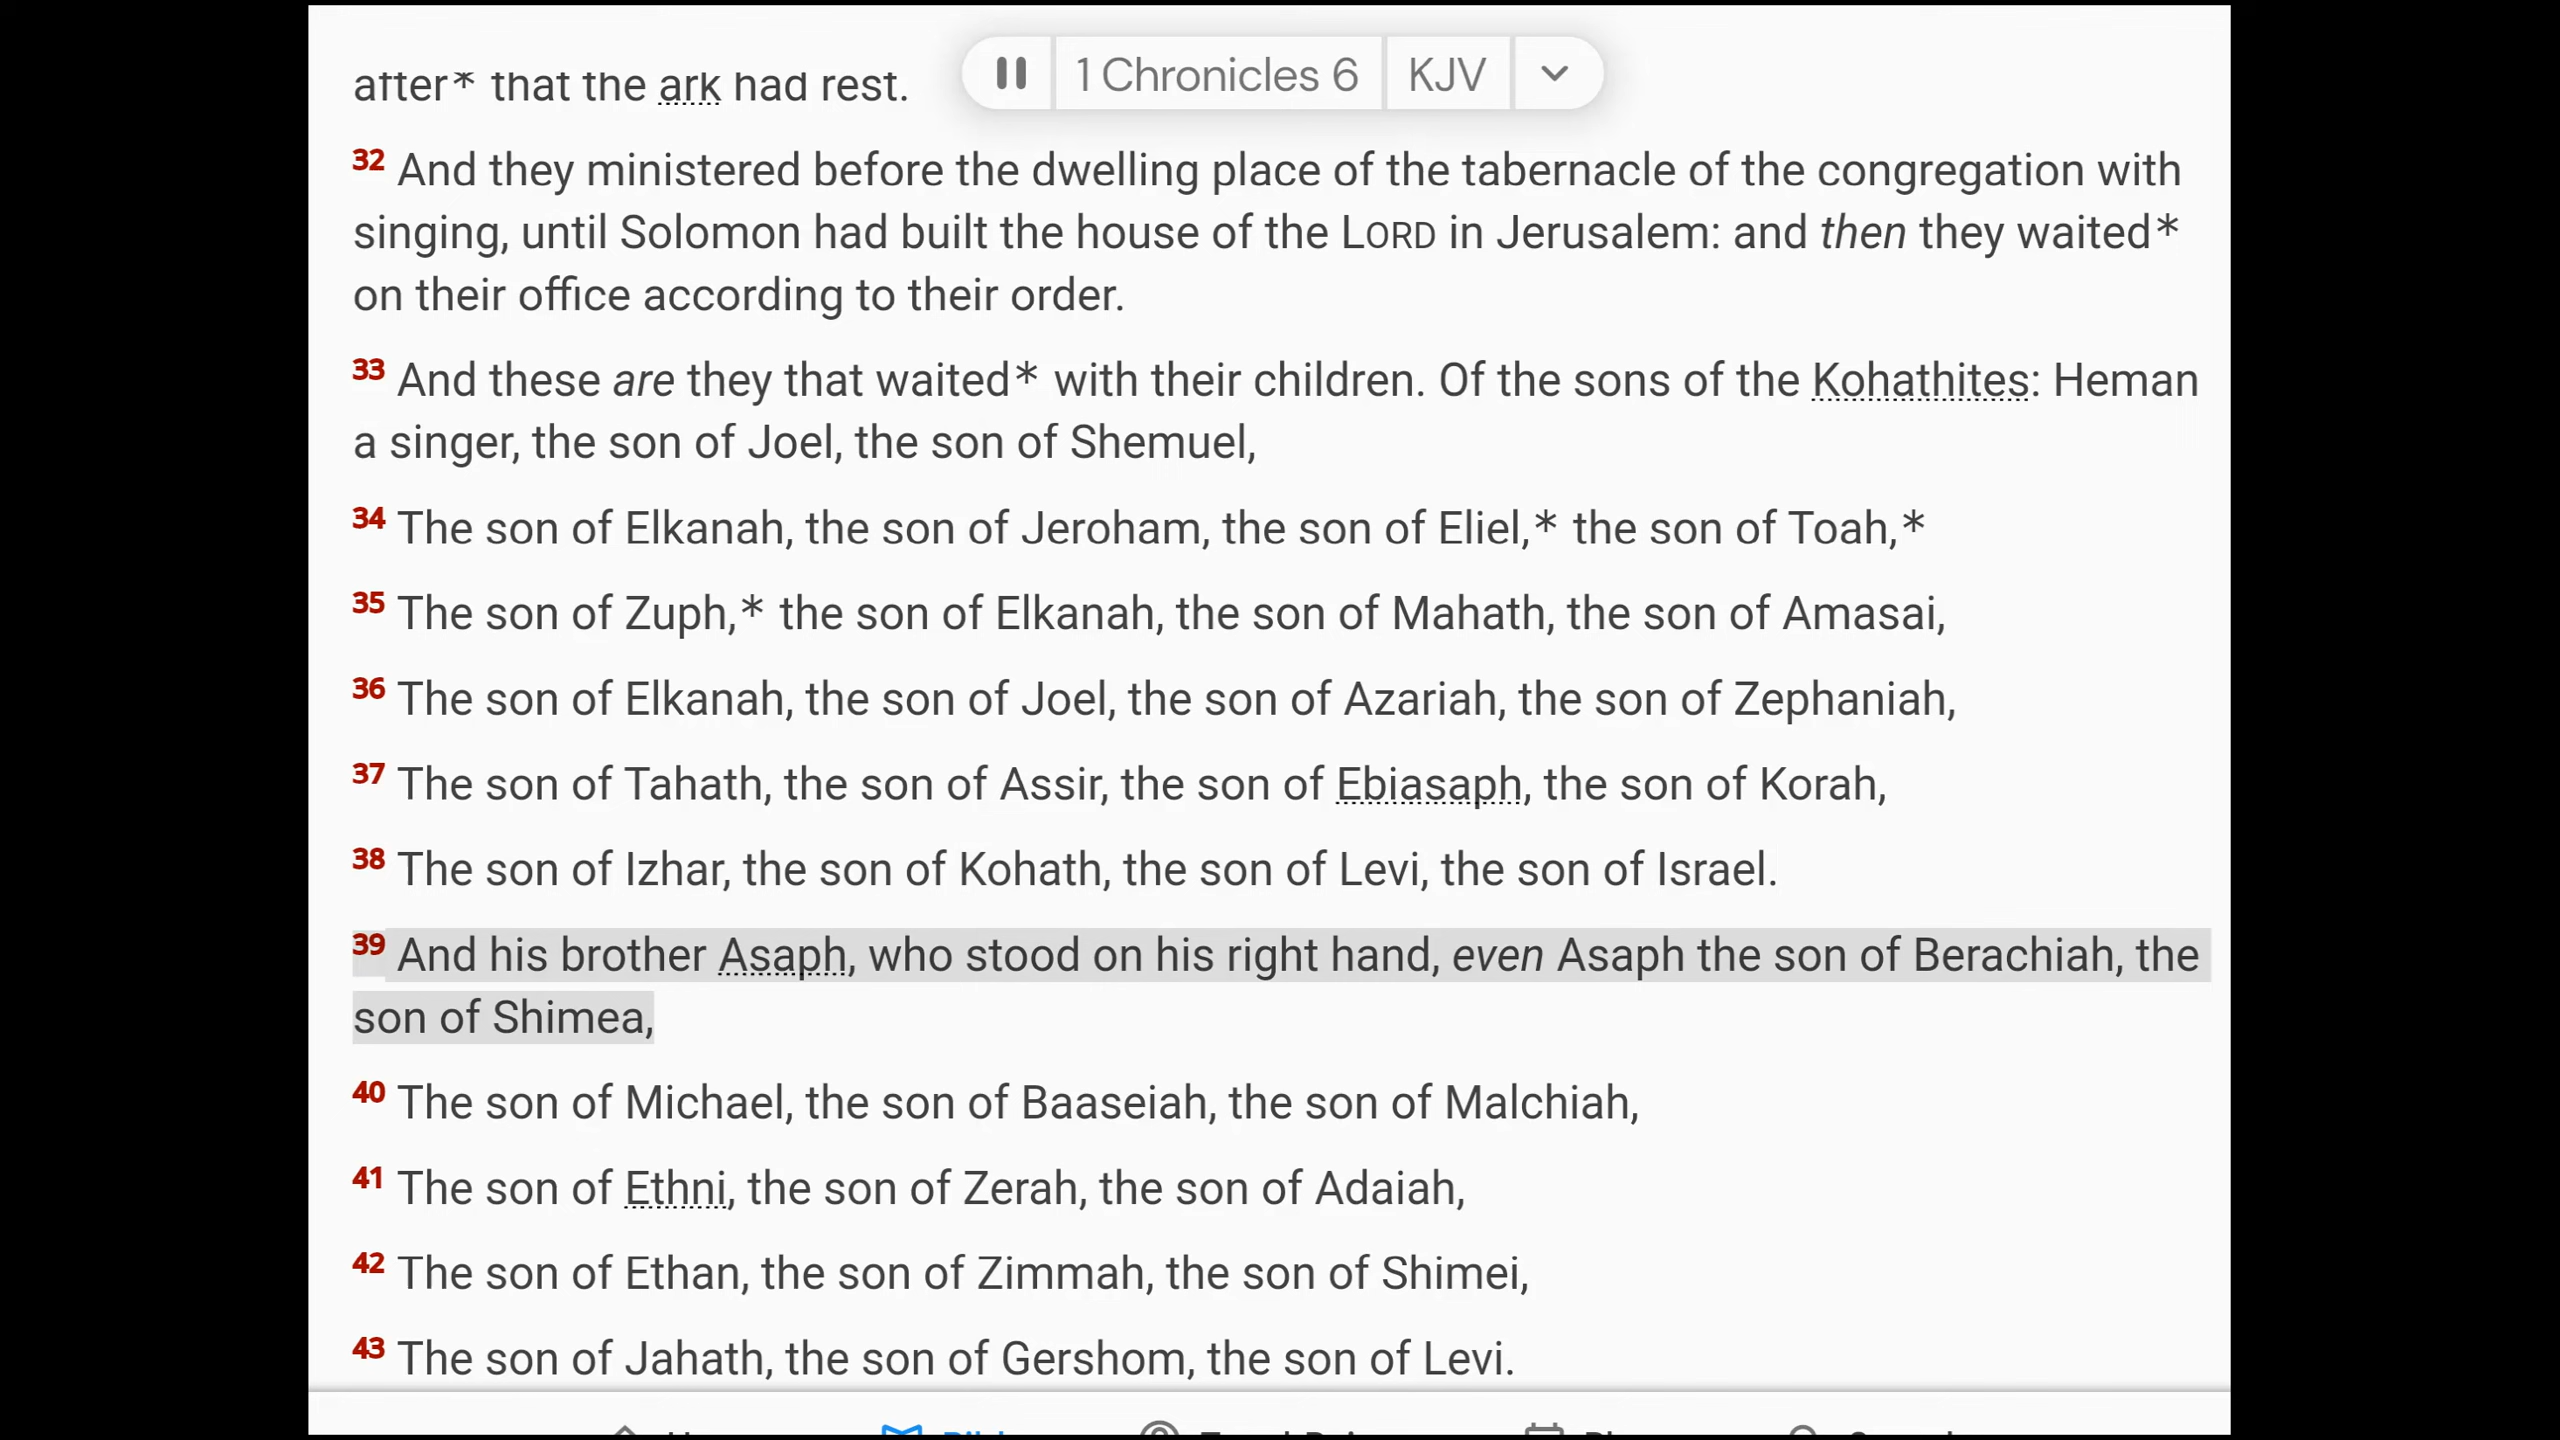 1 Chronicles 6 KJV
after* that the ark had rest.
32 And they ministered before the dwelling place of the tabernacle of the congregation with
singing, until Solomon had built the house of the LORD in Jerusalem: and then they waited*
on their office according to their order.
33 And these are they that waited* with their children. Of the sons of the Kohathites: Heman
a singer, the son of Joel, the son of Shemuel,
34 The son of Elkanah, the son of Jeroham, the son of Eliel,* the son of Toah,*
35 The son of Zuph,* the son of Elkanah, the son of Mahath, the son of Amasai,
36 The son of Elkanah, the son of Joel, the son of Azariah, the son of Zephaniah,
37 The son of Tahath, the son of Assir, the son of Ebiasaph, the son of Korah,
38 The son of Izhar, the son of Kohath, the son of Levi, the son of Israel.
39 And his brother Asaph, who stood on his right hand, even Asaph the son of Berachiah, the
son of Shimea,
40 The son of Michael, the son of Baaseiah, the son of Malchiah,
41 The son of Ethni, the son of Zerah, the son of Adaiah,
42 The son of Ethan, the son of Zimmah, the son of Shimei,
43 The son of Jahath, the son of Gershom, the son of Levi.